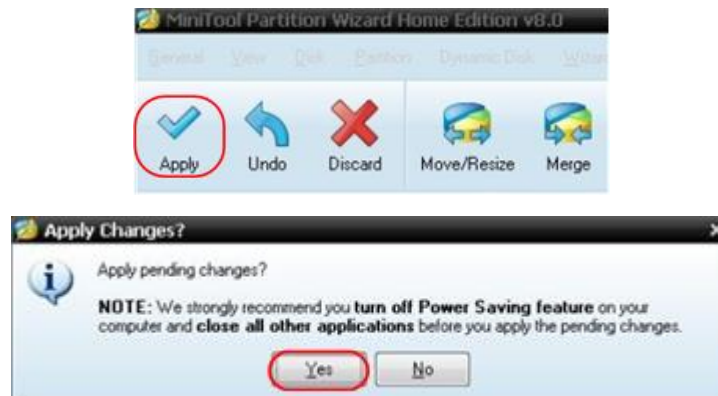 MiniTool Partition Wizard Home Edition v8.0
General View Disk Partition Dynamic Disk
Apply Undo Discard Move/Resize Merge
Apply Changes?
Apply pending changes?
NOTE: We strongly recommend you turn off Power Saving feature on your
computer and close all other applications before you apply the pending changes.
Yes No